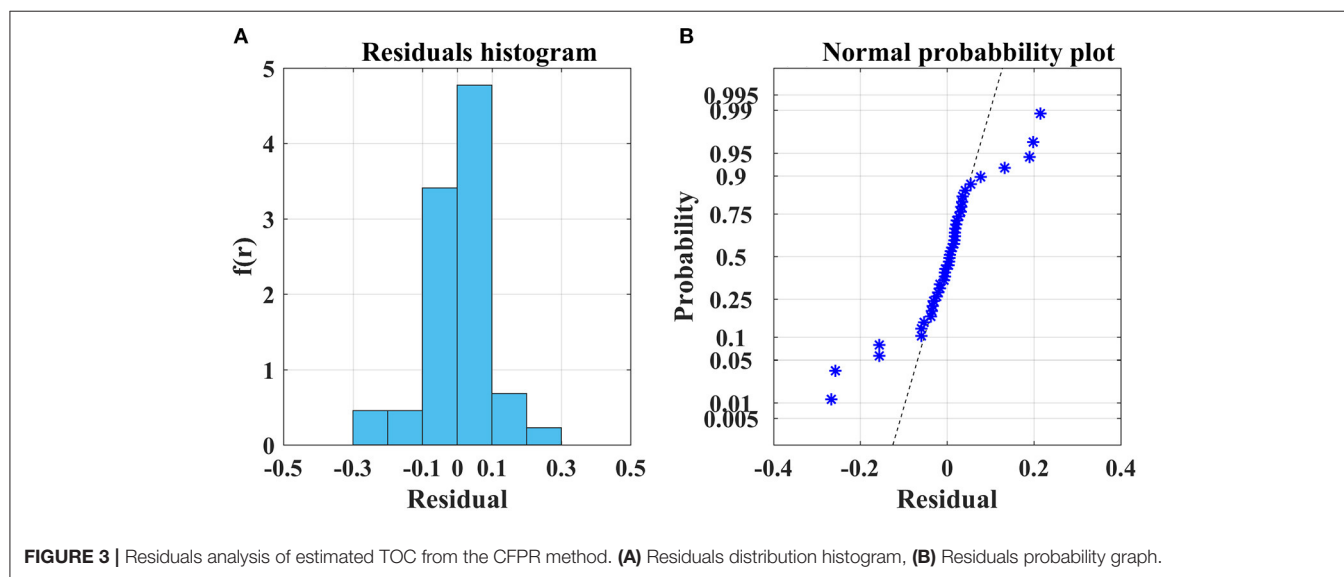 A
Residuals histogram
5
4
3
2
1
0
f(r)
-0.5 -0.3 -0.1 0 0.1 0.3 0.5
Residual
B
Normal probabbility plot
0.995
0.99
0.95
0.9
0.75
0.5
0.25
0.1
0.05
0.01
0.005
Probability
-0.4 -0.2 0 0.2 0.4
Residual
FIGURE 3 | Residuals analysis of estimated TOC from the CFPR method. (A) Residuals distribution histogram, (B) Residuals probability graph.